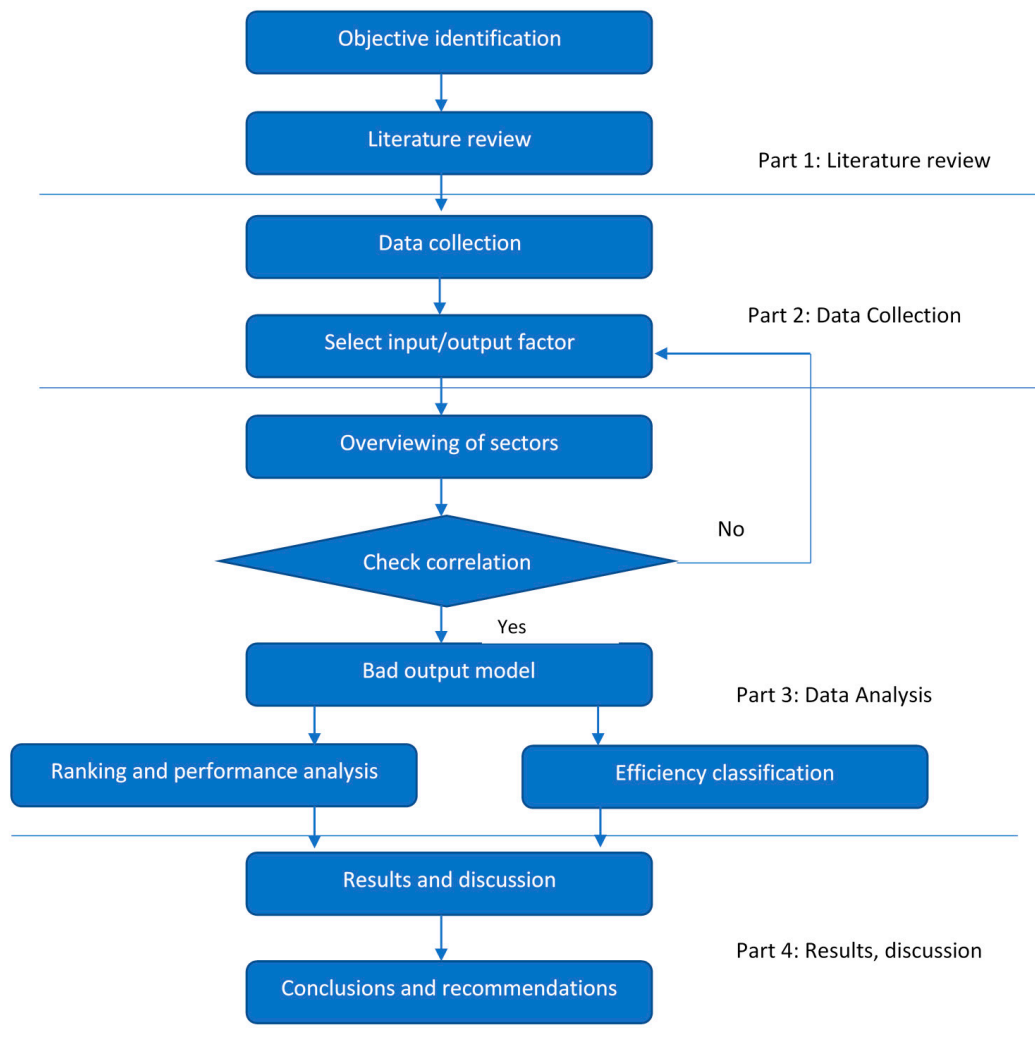 Objective identification
Literature review
Part 1: Literature review
Data collection
Part 2: Data Collection
Select input/output factor
Overviewing of sectors
No
Check correlation
Yes
Bad output model
Part 3: Data Analysis
Ranking and performance analysis
Efficiency classification
Results and discussion
Part 4: Results, discussion
Conclusions and recommendations